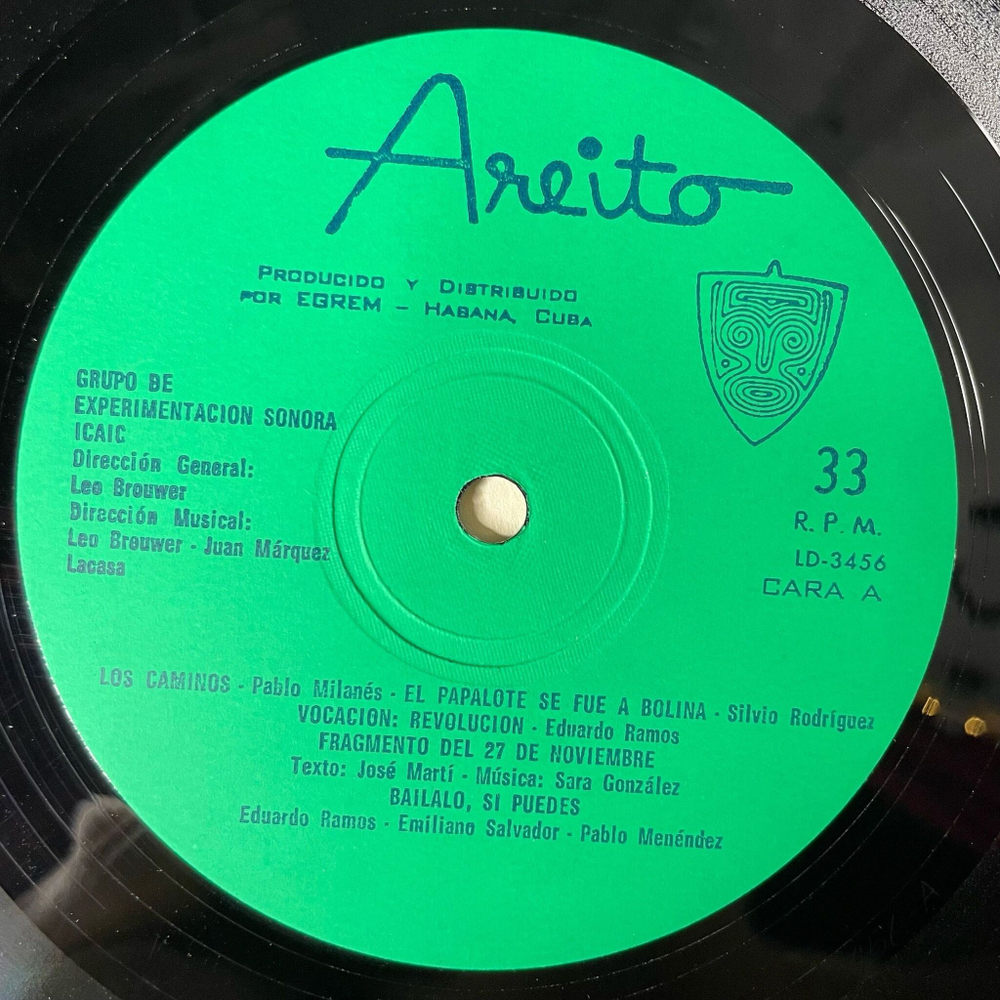 Areito
PRODUCIDO Y DISTRIBUIDO
POR EGREM - HABANA, CUBA
GRUPO DE
EXPERIMENTACION SONORA
ICAIC
Dirección General:
Leo Brouwer
Dirección Musical:
Leo Brouwer - Juan Márquez
Lacasa
33
R. P. M.
LD-3456
CARA A
LOS CAMINOS - Pablo Milanés - EL PAPALOTE SE FUE A BOLINA - Silvio Rodríguez
VOCACION: REVOLUCION - Eduardo Ramos
FRAGMENTO DEL 27 DE NOVIEMBRE
Texto: José Martí - Música: Sara González
BAILALO, SI PUEDES
Eduardo Ramos - Emiliano Salvador - Pablo Menéndez